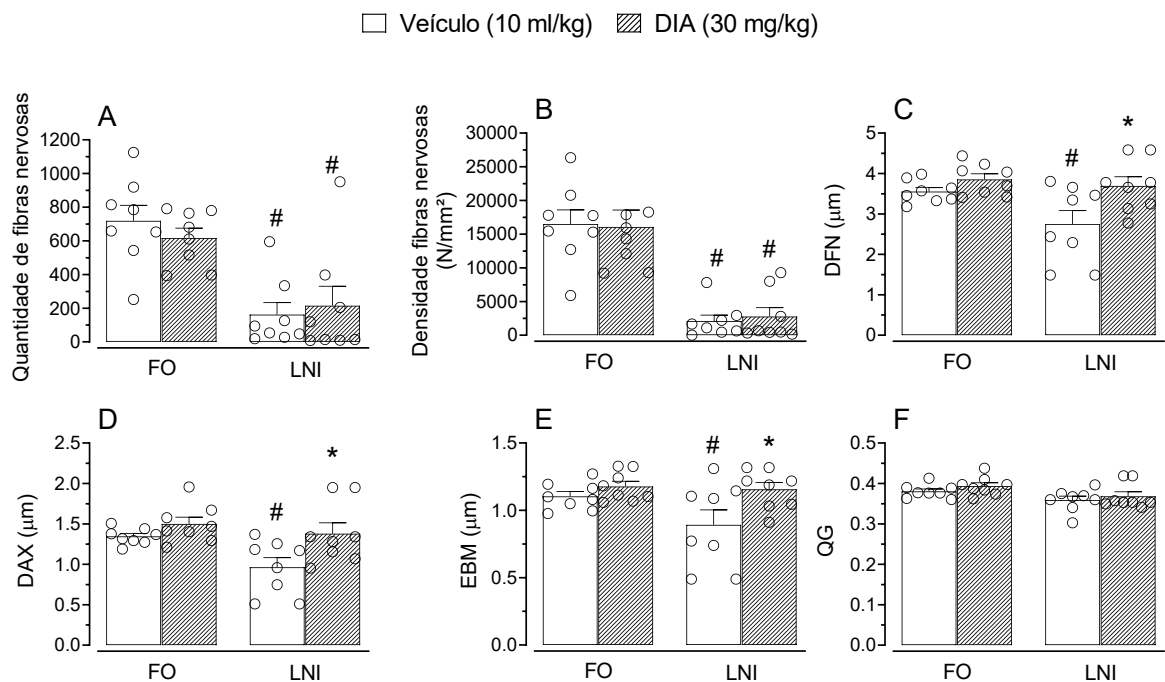 Veículo (10 ml/kg) DIA (30 mg/kg)
A
Quantidade de fibras nervosas
1200
1000
800
600
400
200
0
#
#
FO LNI
B
Densidade fibras nervosas
(N/mm²)
30000
25000
20000
15000
10000
5000
0
#
#
FO LNI
C
DFN (μm)
5
4
3
2
1
0
#
*
FO LNI
D
DAX (μm)
2.5
2.0
1.5
1.0
0.5
0.0
#
*
FO LNI
E
EBM (μm)
1.5
1.0
0.5
0.0
#
*
FO LNI
F
QG
0.5
0.4
0.3
0.2
0.1
0.0
FO LNI